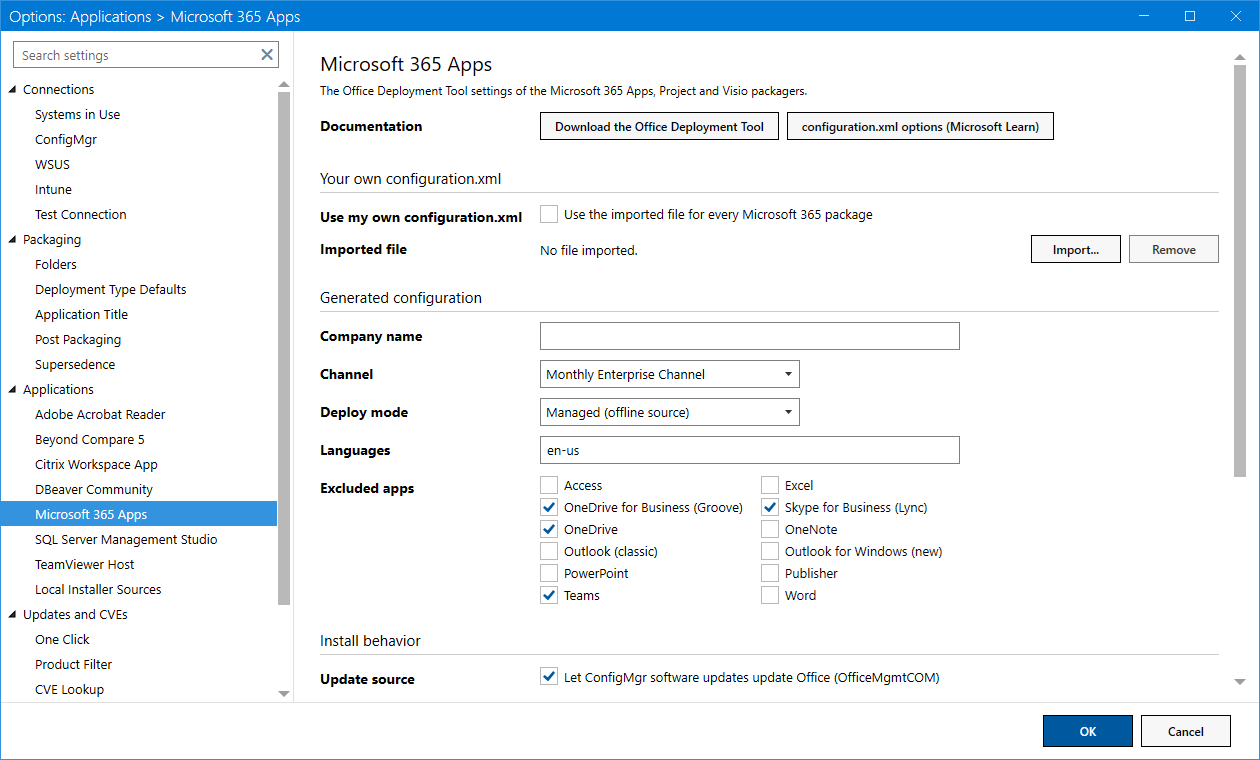 Options: Applications > Microsoft 365 Apps
Search settings
Connections
Systems in Use
ConfigMgr
WSUS
Intune
Test Connection
Packaging
Folders
Deployment Type Defaults
Application Title
Post Packaging
Supersedence
Applications
Adobe Acrobat Reader
Beyond Compare 5
Citrix Workspace App
DBeaver Community
Microsoft 365 Apps
SQL Server Management Studio
TeamViewer Host
Local Installer Sources
Updates and CVEs
One Click
Product Filter
CVE Lookup
Microsoft 365 Apps
The Office Deployment Tool settings of the Microsoft 365 Apps, Project and Visio packagers.
Documentation Download the Office Deployment Tool configuration.xml options (Microsoft Learn)
Your own configuration.xml
Use my own configuration.xml Use the imported file for every Microsoft 365 package
Imported file No file imported. Import... Remove
Generated configuration
Company name
Channel Monthly Enterprise Channel
Deploy mode Managed (offline source)
Languages en-us
Excluded apps Access Excel
OneDrive for Business (Groove) Skype for Business (Lync)
OneDrive OneNote
Outlook (classic) Outlook for Windows (new)
PowerPoint Publisher
Teams Word
Install behavior
Update source Let ConfigMgr software updates update Office (OfficeMgmtCOM)
OK Cancel